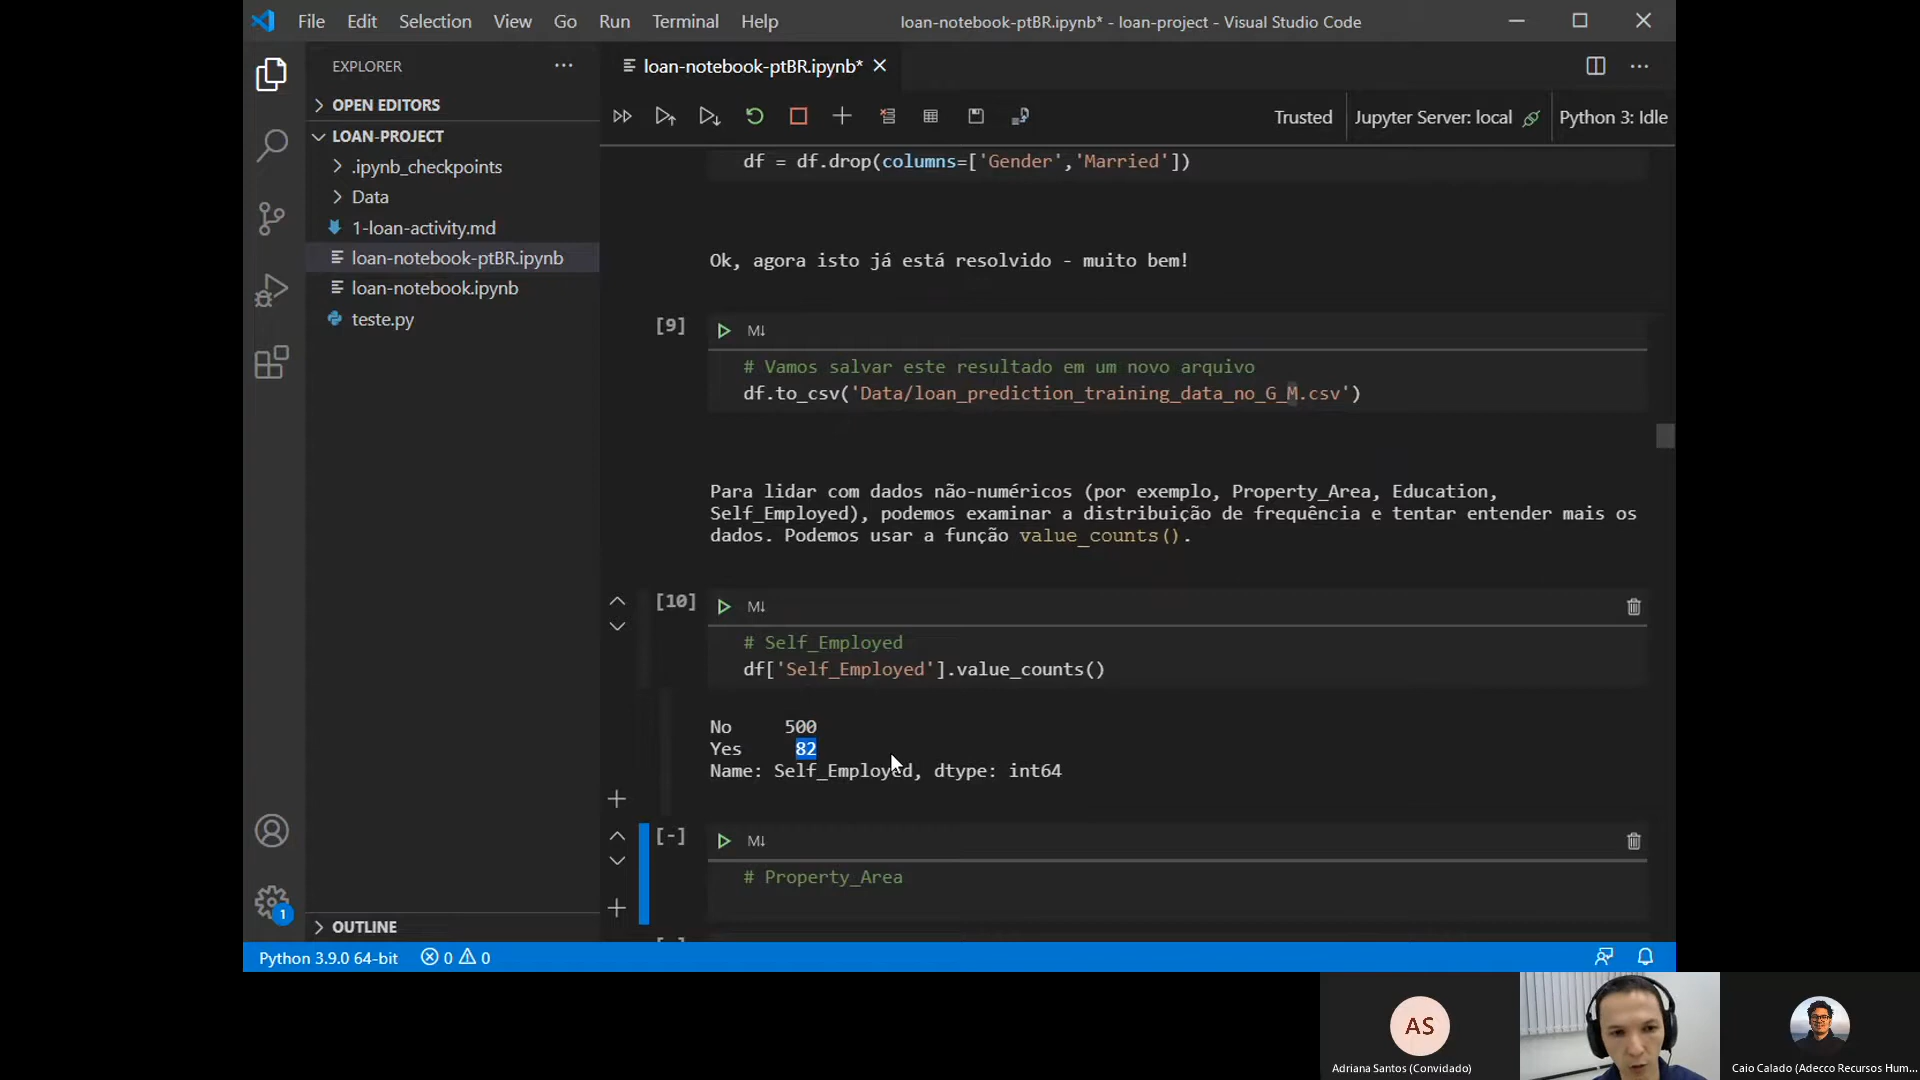 File Edit Selection View Go Run Terminal Help
loan-notebook-ptBR.ipynb* - loan-project - Visual Studio Code
EXPLORER
OPEN EDITORS
LOAN-PROJECT
.ipynb_checkpoints
Data
1-loan-activity.md
loan-notebook-ptBR.ipynb
loan-notebook.ipynb
teste.py
OUTLINE
loan-notebook-ptBR.ipynb*
Trusted
Jupyter Server: local
Python 3: Idle
df = df.drop(columns=['Gender','Married'])
Ok, agora isto já está resolvido - muito bem!
[9]
M↓
# Vamos salvar este resultado em um novo arquivo
df.to_csv('Data/loan_prediction_training_data_no_G_M.csv')
Para lidar com dados não-numéricos (por exemplo, Property_Area, Education,
Self_Employed), podemos examinar a distribuição de frequência e tentar entender mais os
dados. Podemos usar a função value_counts().
[10]
M↓
# Self_Employed
df['Self_Employed'].value_counts()
No 500
Yes 82
Name: Self_Employed, dtype: int64
[-]
M↓
# Property_Area
1
Python 3.9.0 64-bit
0 0
AS
Adriana Santos (Convidado)
Caio Calado (Adecco Recursos Hum...